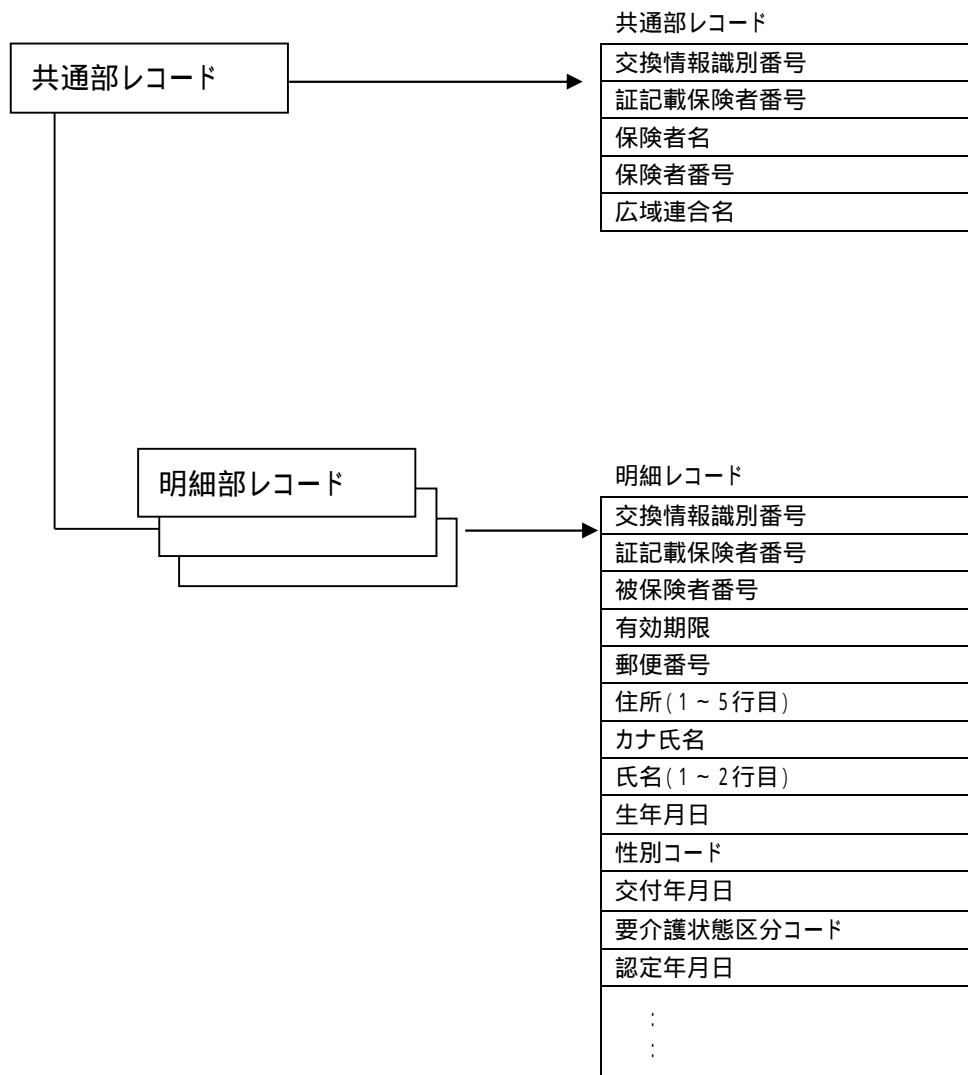 共通部レコード
共通部レコード
交換情報識別番号
証記載保険者番号
保険者名
保険者番号
広域連合名
明細部レコード
明細レコード
交換情報識別番号
証記載保険者番号
被保険者番号
有効期限
郵便番号
住所(1~5行目)
カナ氏名
氏名(1~2行目)
生年月日
性別コード
交付年月日
要介護状態区分コード
認定年月日
:
: